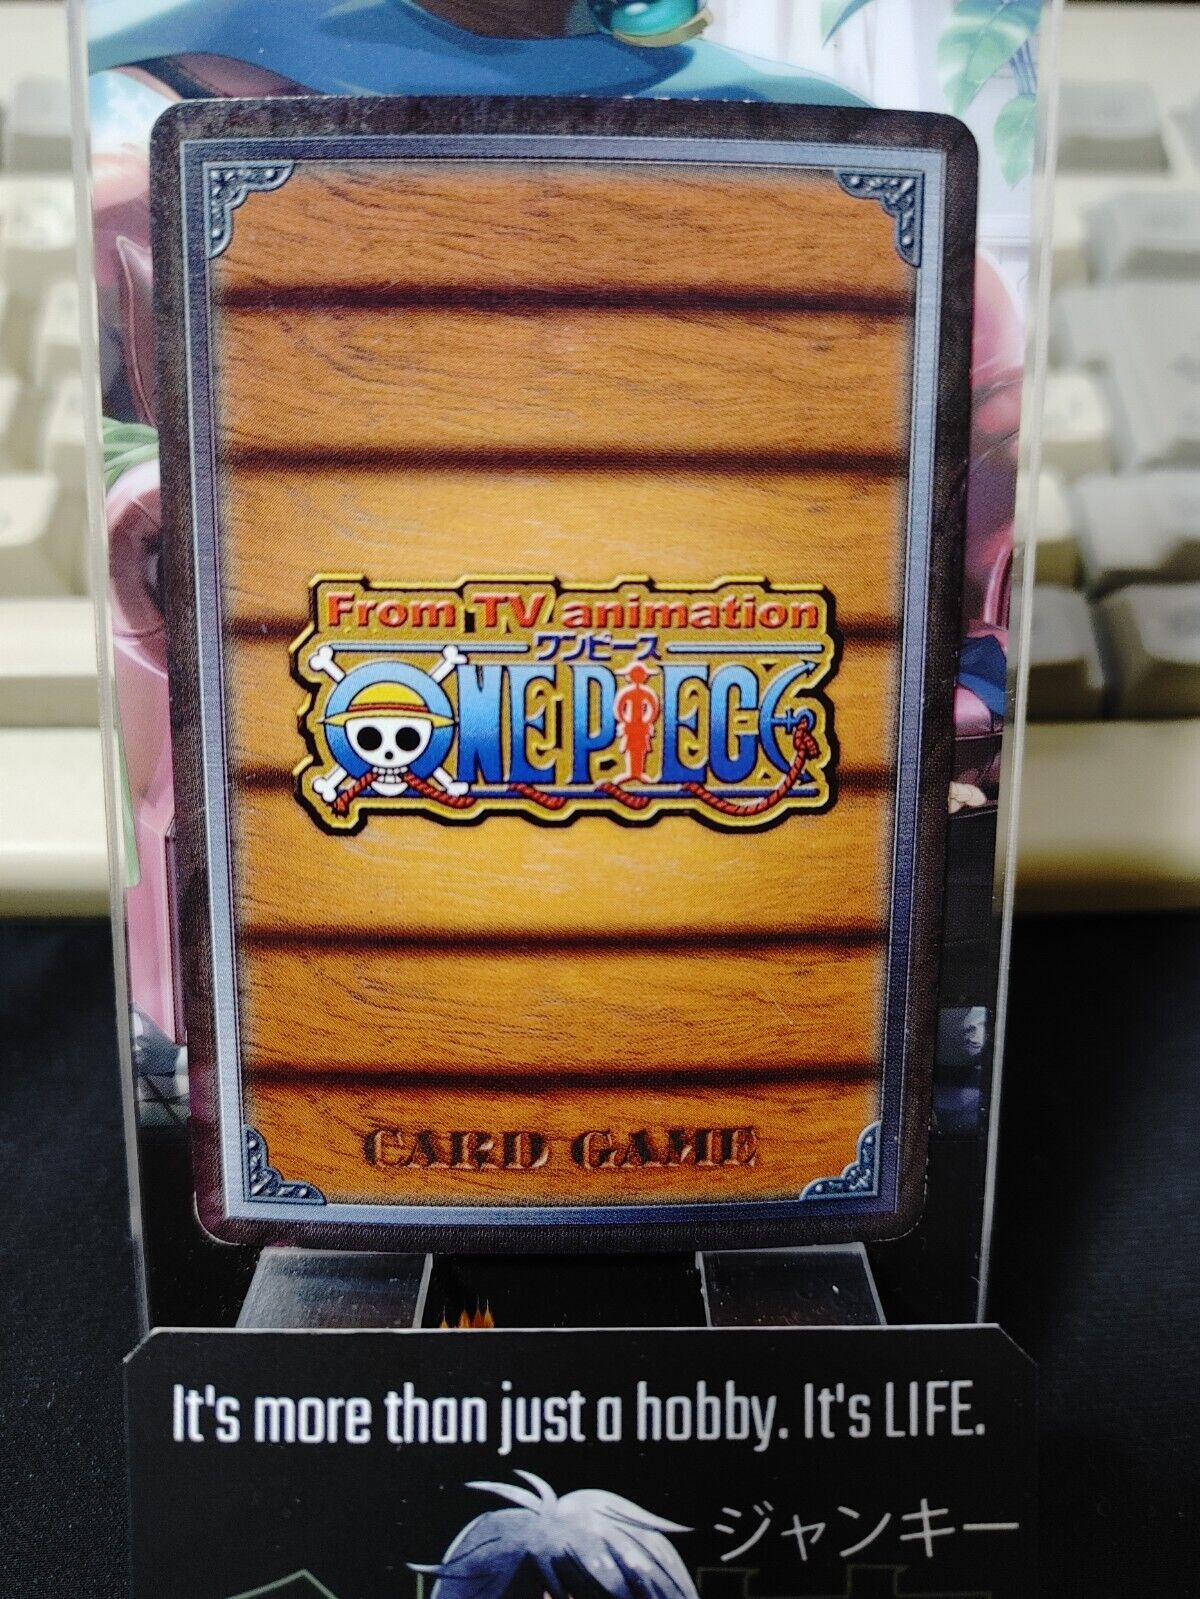 From TV animation
ワンピース
ONE PIECE
CARD GAME
It's more than just a hobby. It's LIFE.
ジャンキー